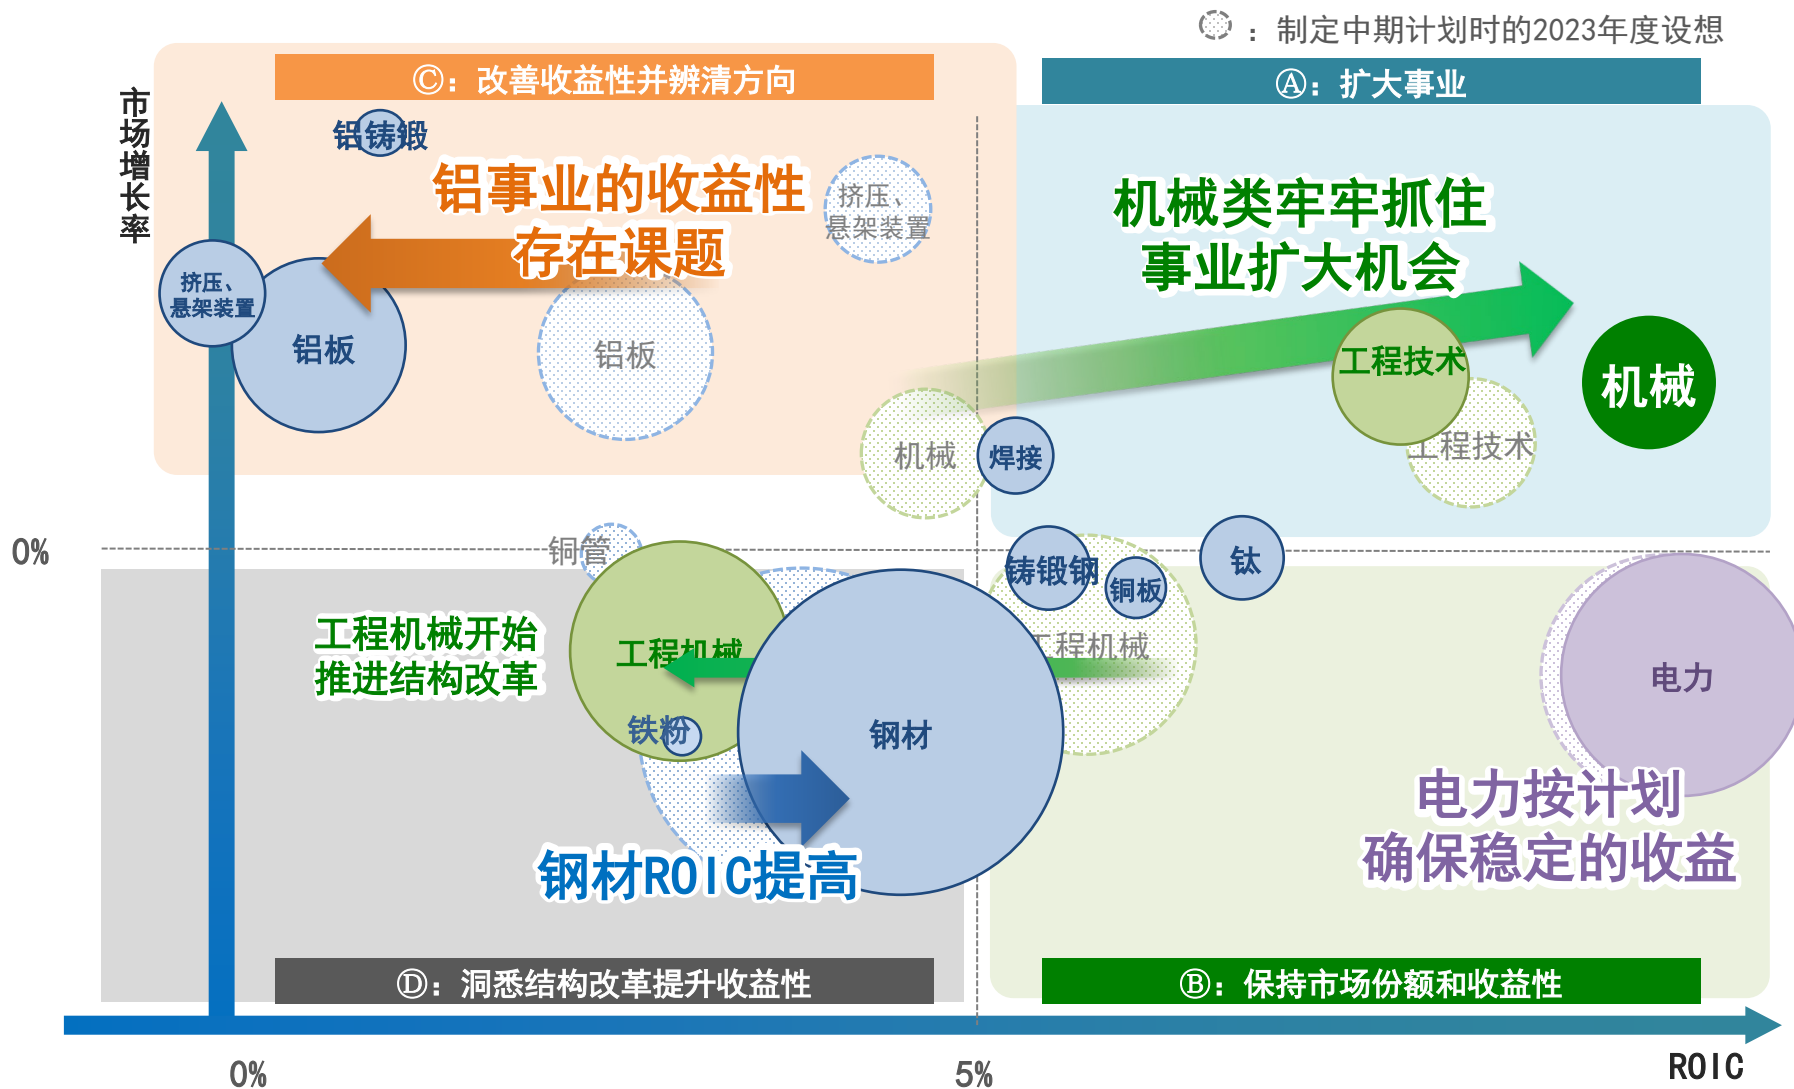 ：制定中期计划时的2023年度设想
Ⓒ：改善收益性并辨清方向
Ⓐ：扩大事业
市场增长率
铝铸锻
铝事业的收益性
存在课题
挤压、
悬架装置
机械类牢牢抓住
事业扩大机会
挤压、
悬架装置
铝板
铝板
工程技术
机械
工程技术
机械
焊接
0%
铜管
铸锻钢
铜板
钛
工程机械开始
推进结构改革
工程机械
工程机械
铁粉
钢材
电力
钢材ROIC提高
电力按计划
确保稳定的收益
Ⓓ：洞悉结构改革提升收益性
Ⓑ：保持市场份额和收益性
0%
5%
ROIC